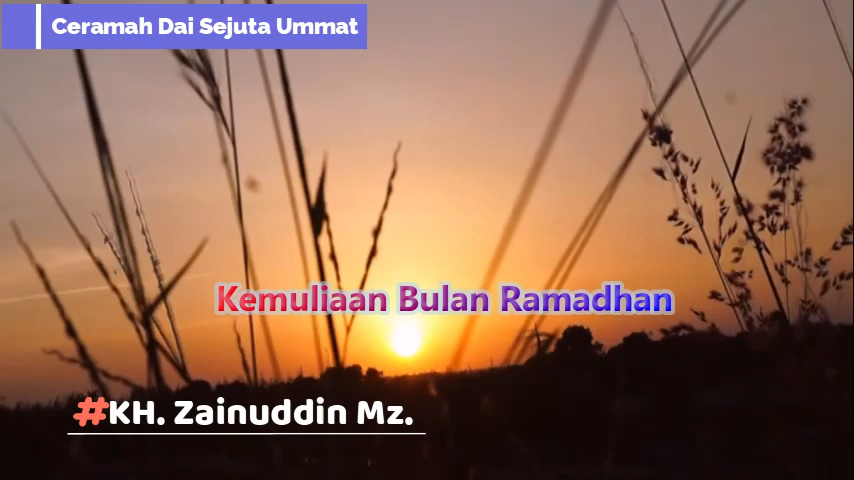 Ceramah Dai Sejuta Ummat
Kemuliaan Bulan Ramadhan
#KH. Zainuddin Mz.